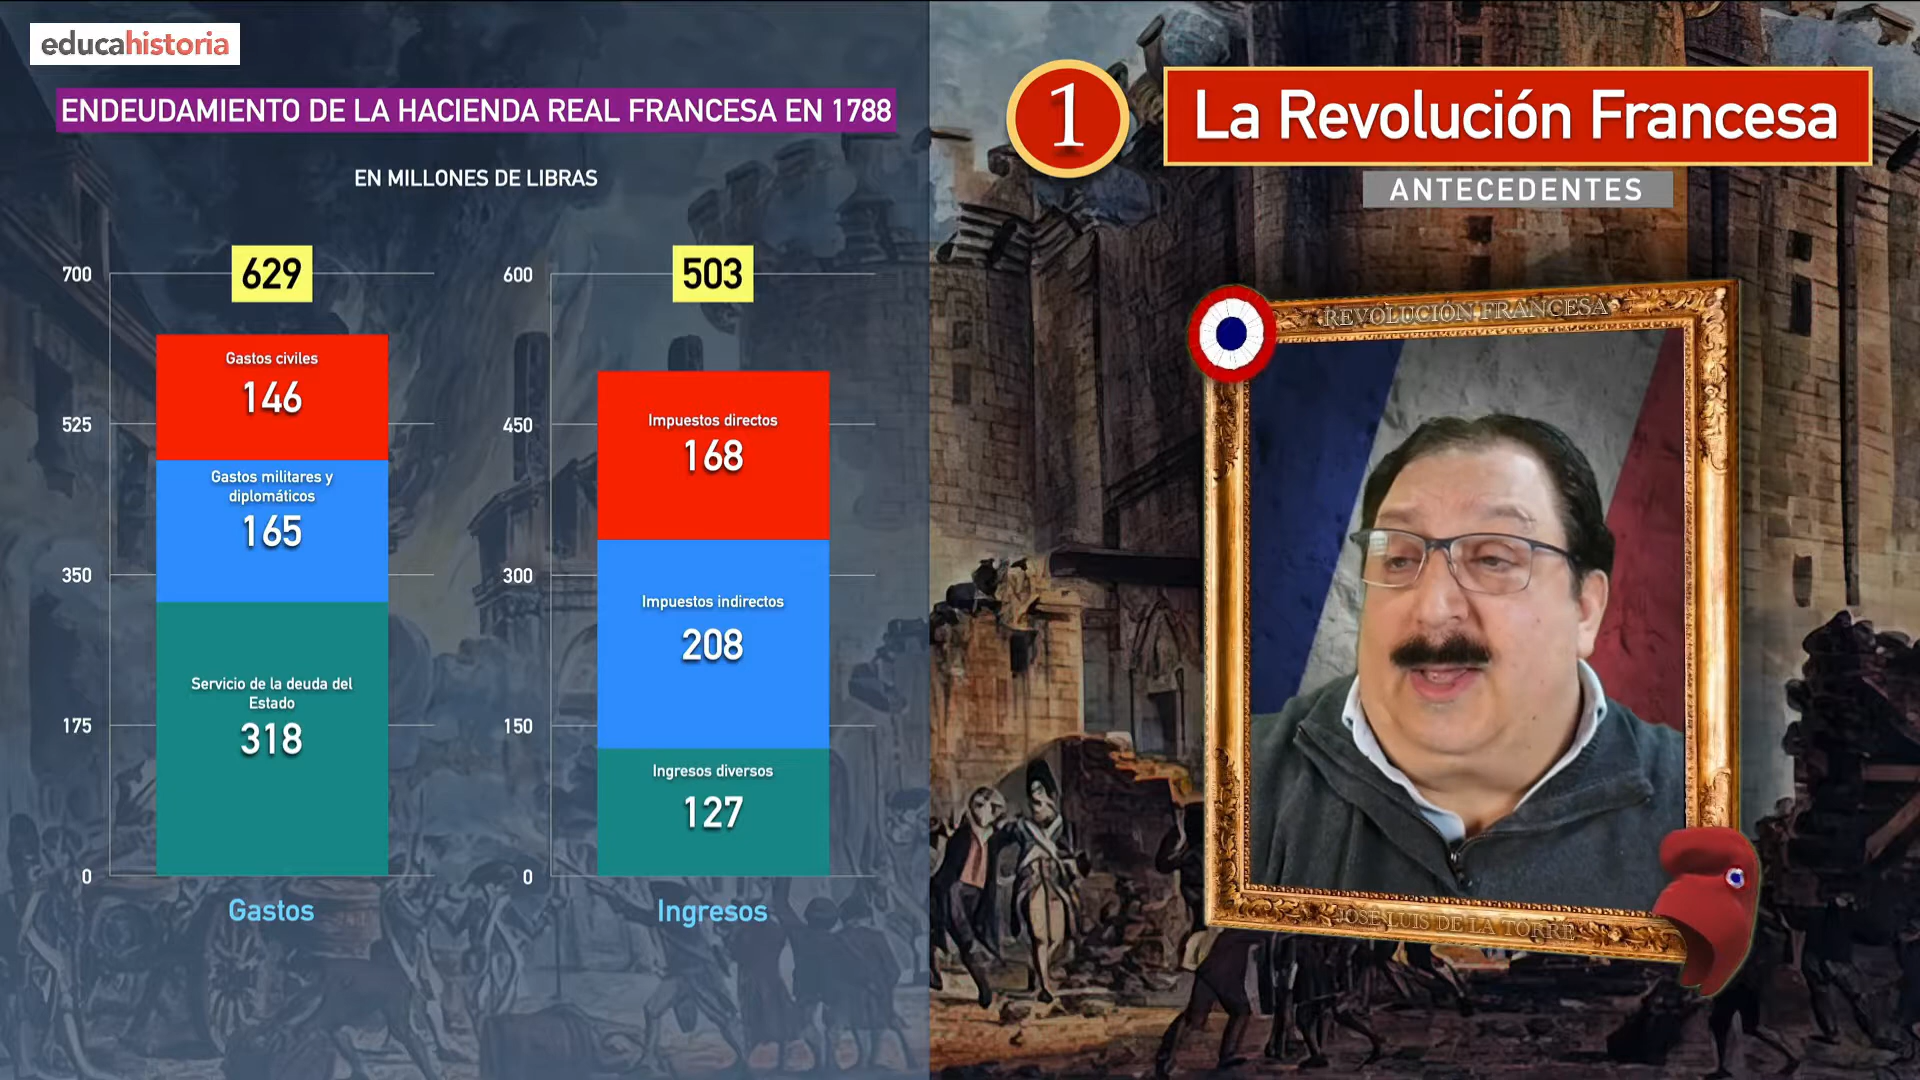 educahistoria
ENDEUDAMIENTO DE LA HACIENDA REAL FRANCESA EN 1788
EN MILLONES DE LIBRAS
629
700
525
350
175
0
Gastos civiles
146
Gastos militares y
diplomáticos
165
Servicio de la deuda del
Estado
318
Gastos
503
600
450
300
150
0
Impuestos directos
168
Impuestos indirectos
208
Ingresos diversos
127
Ingresos
1
La Revolución Francesa
ANTECEDENTES
REVOLUCIÓN FRANCESA
JOSÉ LUIS DE LA TORRE